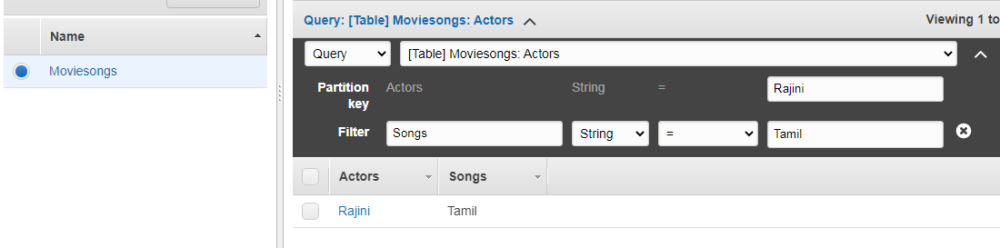 Name
Moviesongs
Query: [Table] Moviesongs: Actors
Viewing 1 to
Query [Table] Moviesongs: Actors
Partition key Actors String = Rajini
Filter Songs String = Tamil
Actors Songs
Rajini Tamil